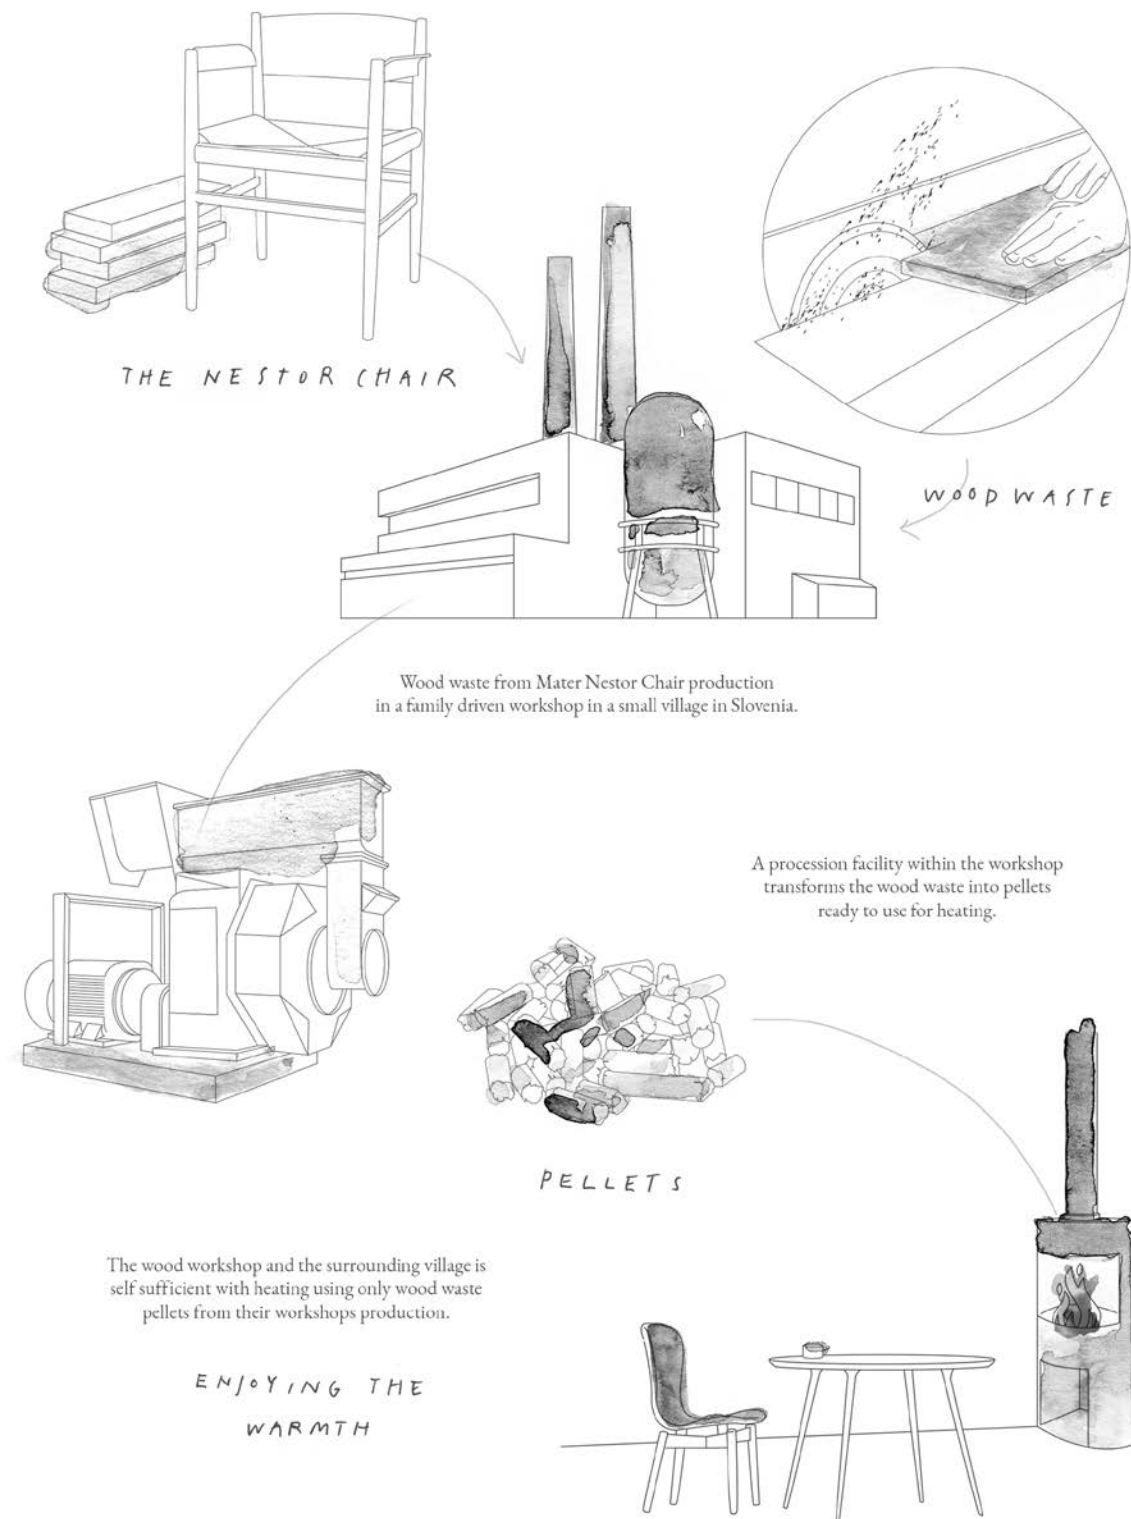 THE NESTOR CHAIR
WOOD WASTE
Wood waste from Mater Nestor Chair production
in a family driven workshop in a small village in Slovenia.
A procession facility within the workshop
transforms the wood waste into pellets
ready to use for heating.
PELLETS
The wood workshop and the surrounding village is
self sufficient with heating using only wood waste
pellets from their workshops production.
ENJOYING THE
WARMTH